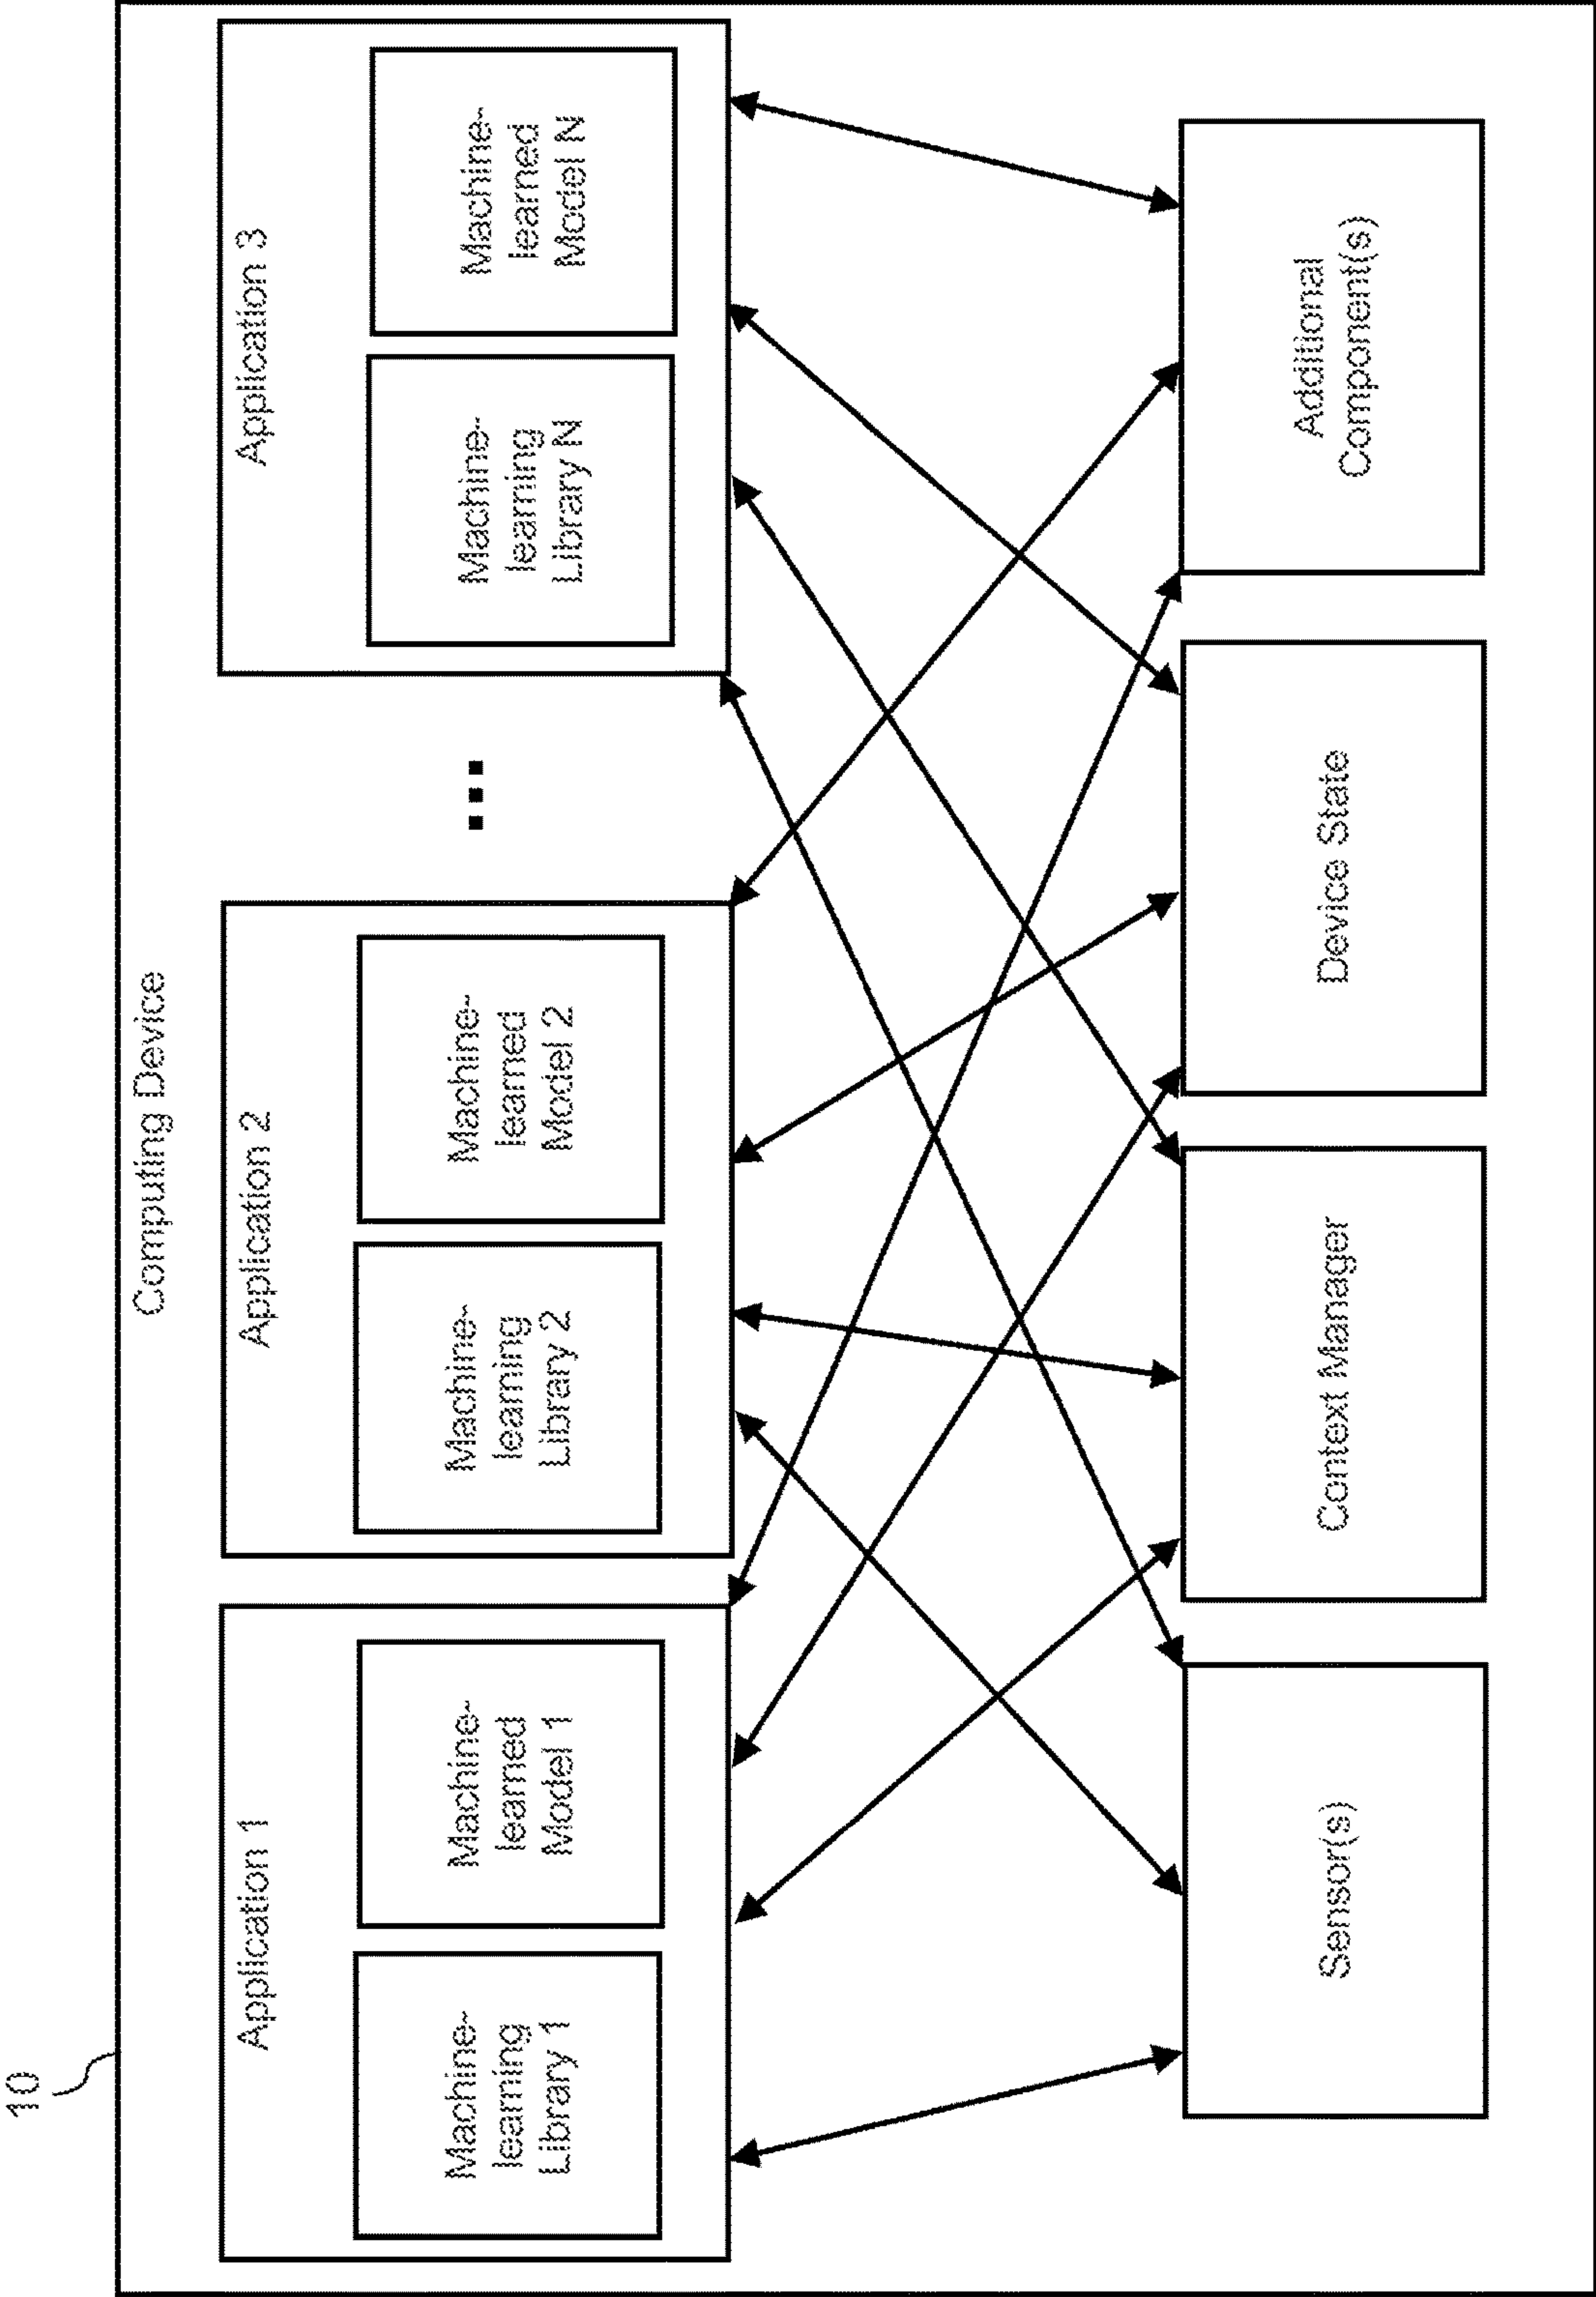 10
Computing Device
Application 1
Machine-
learning
Library 1
Machine-
learned
Model 1
Application 2
Machine-
learning
Library 2
Machine-
learned
Model 2
...
Application 3
Machine-
learning
Library N
Machine-
learned
Model N
Sensor(s)
Context Manager
Device State
Additional
Component(s)